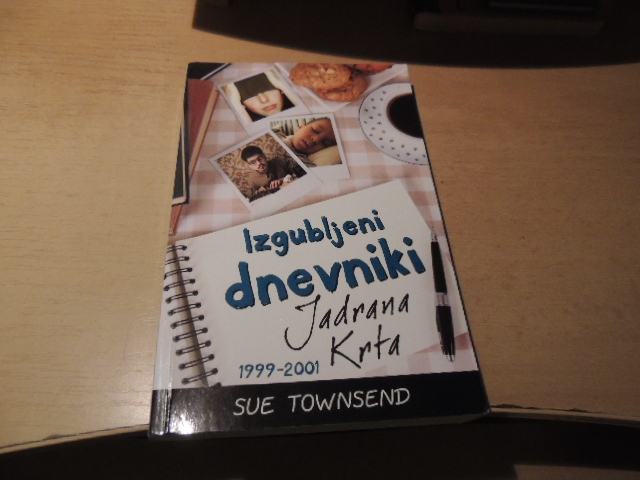 Izgubljeni
dnevniki
Jadrana
Krta
1999-2001
SUE TOWNSEND